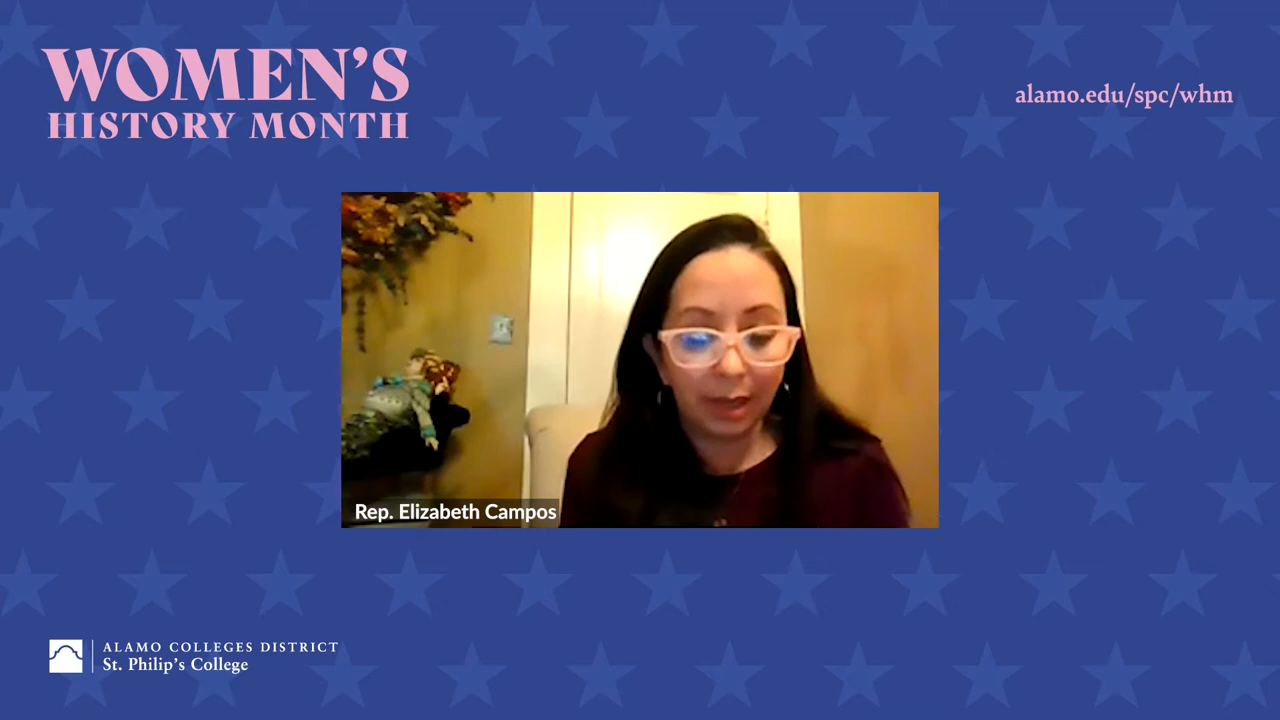 WOMEN'S
HISTORY MONTH
alamo.edu/spc/whm
Rep. Elizabeth Campos
ALAMO COLLEGES DISTRICT
St. Philip's College